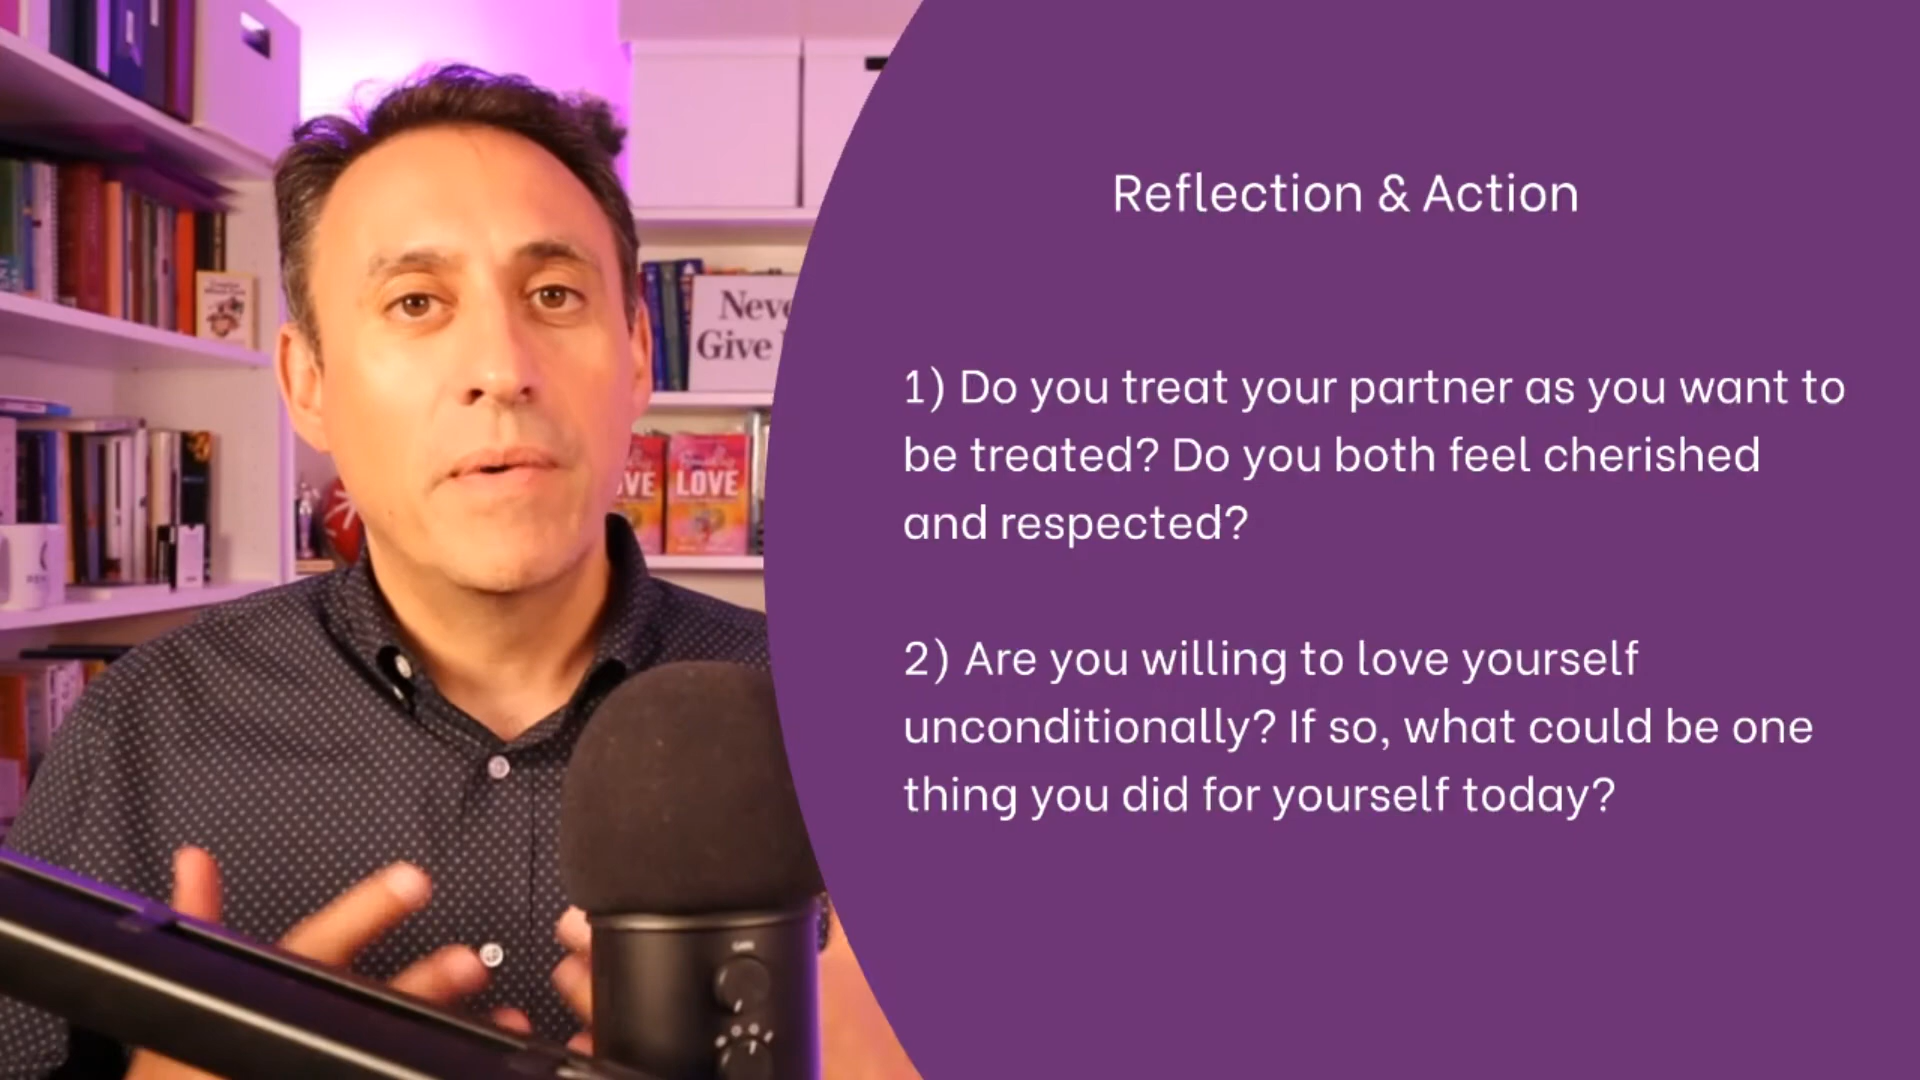 Reflection & Action
1) Do you treat your partner as you want to
be treated? Do you both feel cherished
and respected?
2) Are you willing to love yourself
unconditionally? If so, what could be one
thing you did for yourself today?
Give
LOVE